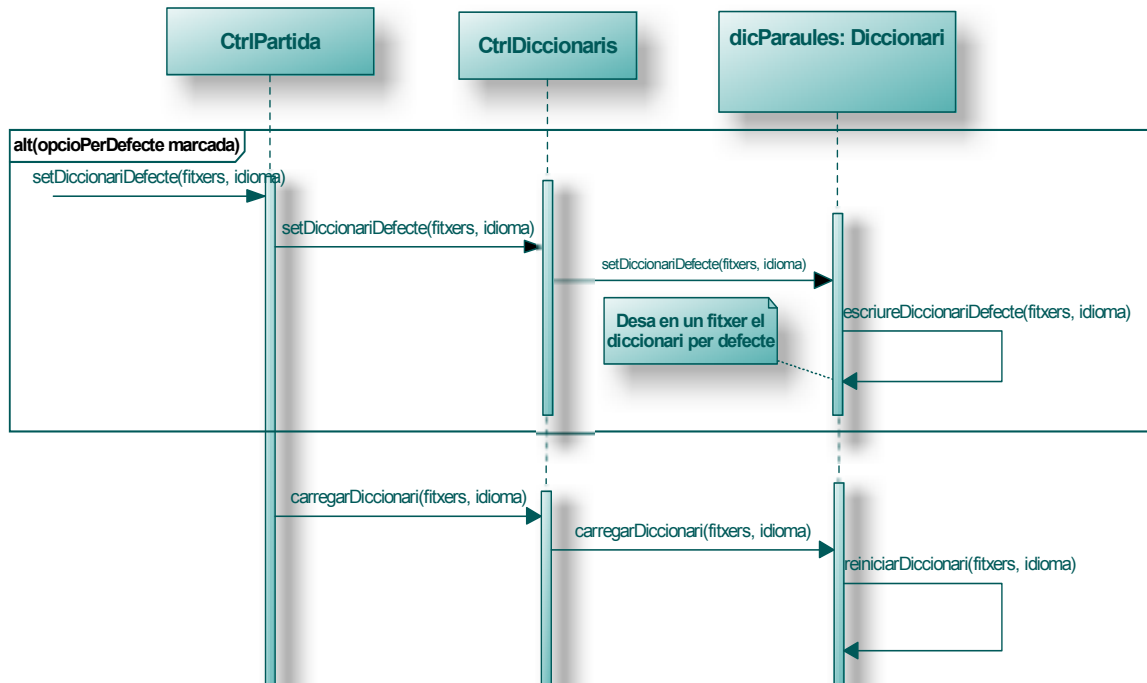 CtrlPartida
CtrlDiccionaris
dicParaules: Diccionari
alt(opcioPerDefecte marcada)
setDiccionariDefecte(fitxers, idioma)
setDiccionariDefecte(fitxers, idioma)
setDiccionariDefecte(fitxers, idioma)
Desa en un fitxer el
diccionari per defecte
escriureDiccionariDefecte(fitxers, idioma)
carregarDiccionari(fitxers, idioma)
carregarDiccionari(fitxers, idioma)
reiniciarDiccionari(fitxers, idioma)